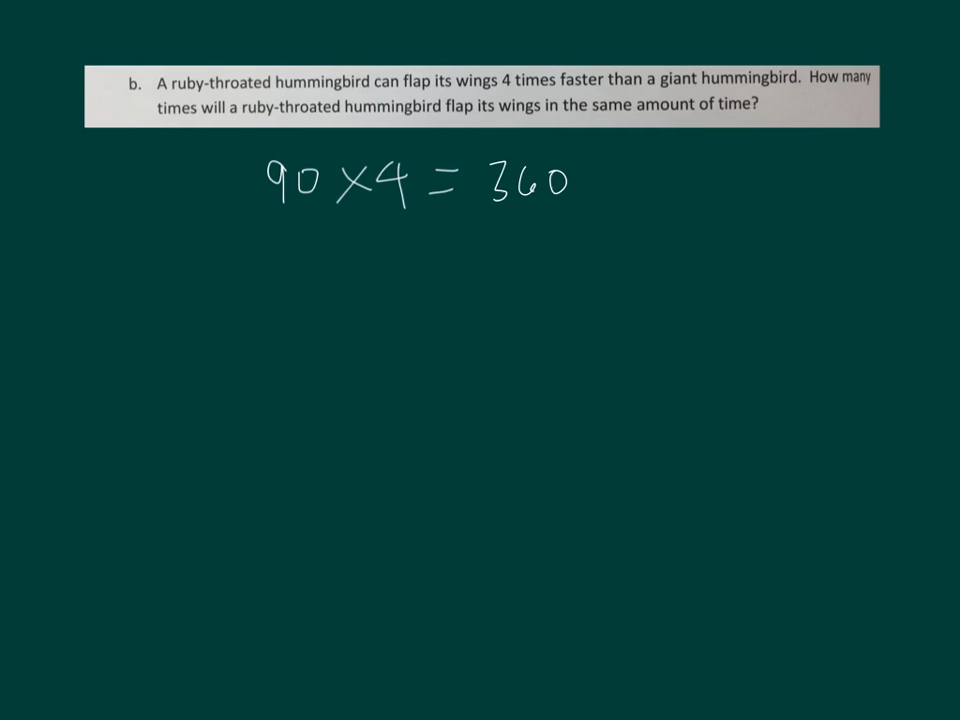 b. A ruby-throated hummingbird can flap its wings 4 times faster than a giant hummingbird. How many
times will a ruby-throated hummingbird flap its wings in the same amount of time?
90 × 4 = 360